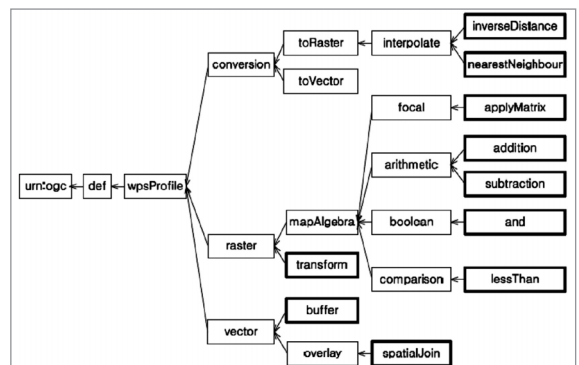 inverseDistance
toRaster
interpolate
conversion
nearestNeighbour
toVector
focal
applyMatrix
addition
arithmetic
subtraction
urn:ogc
def
wpsProfile
mapAlgebra
boolean
and
raster
transform
comparison
lessThan
buffer
vector
overlay
spatialJoin